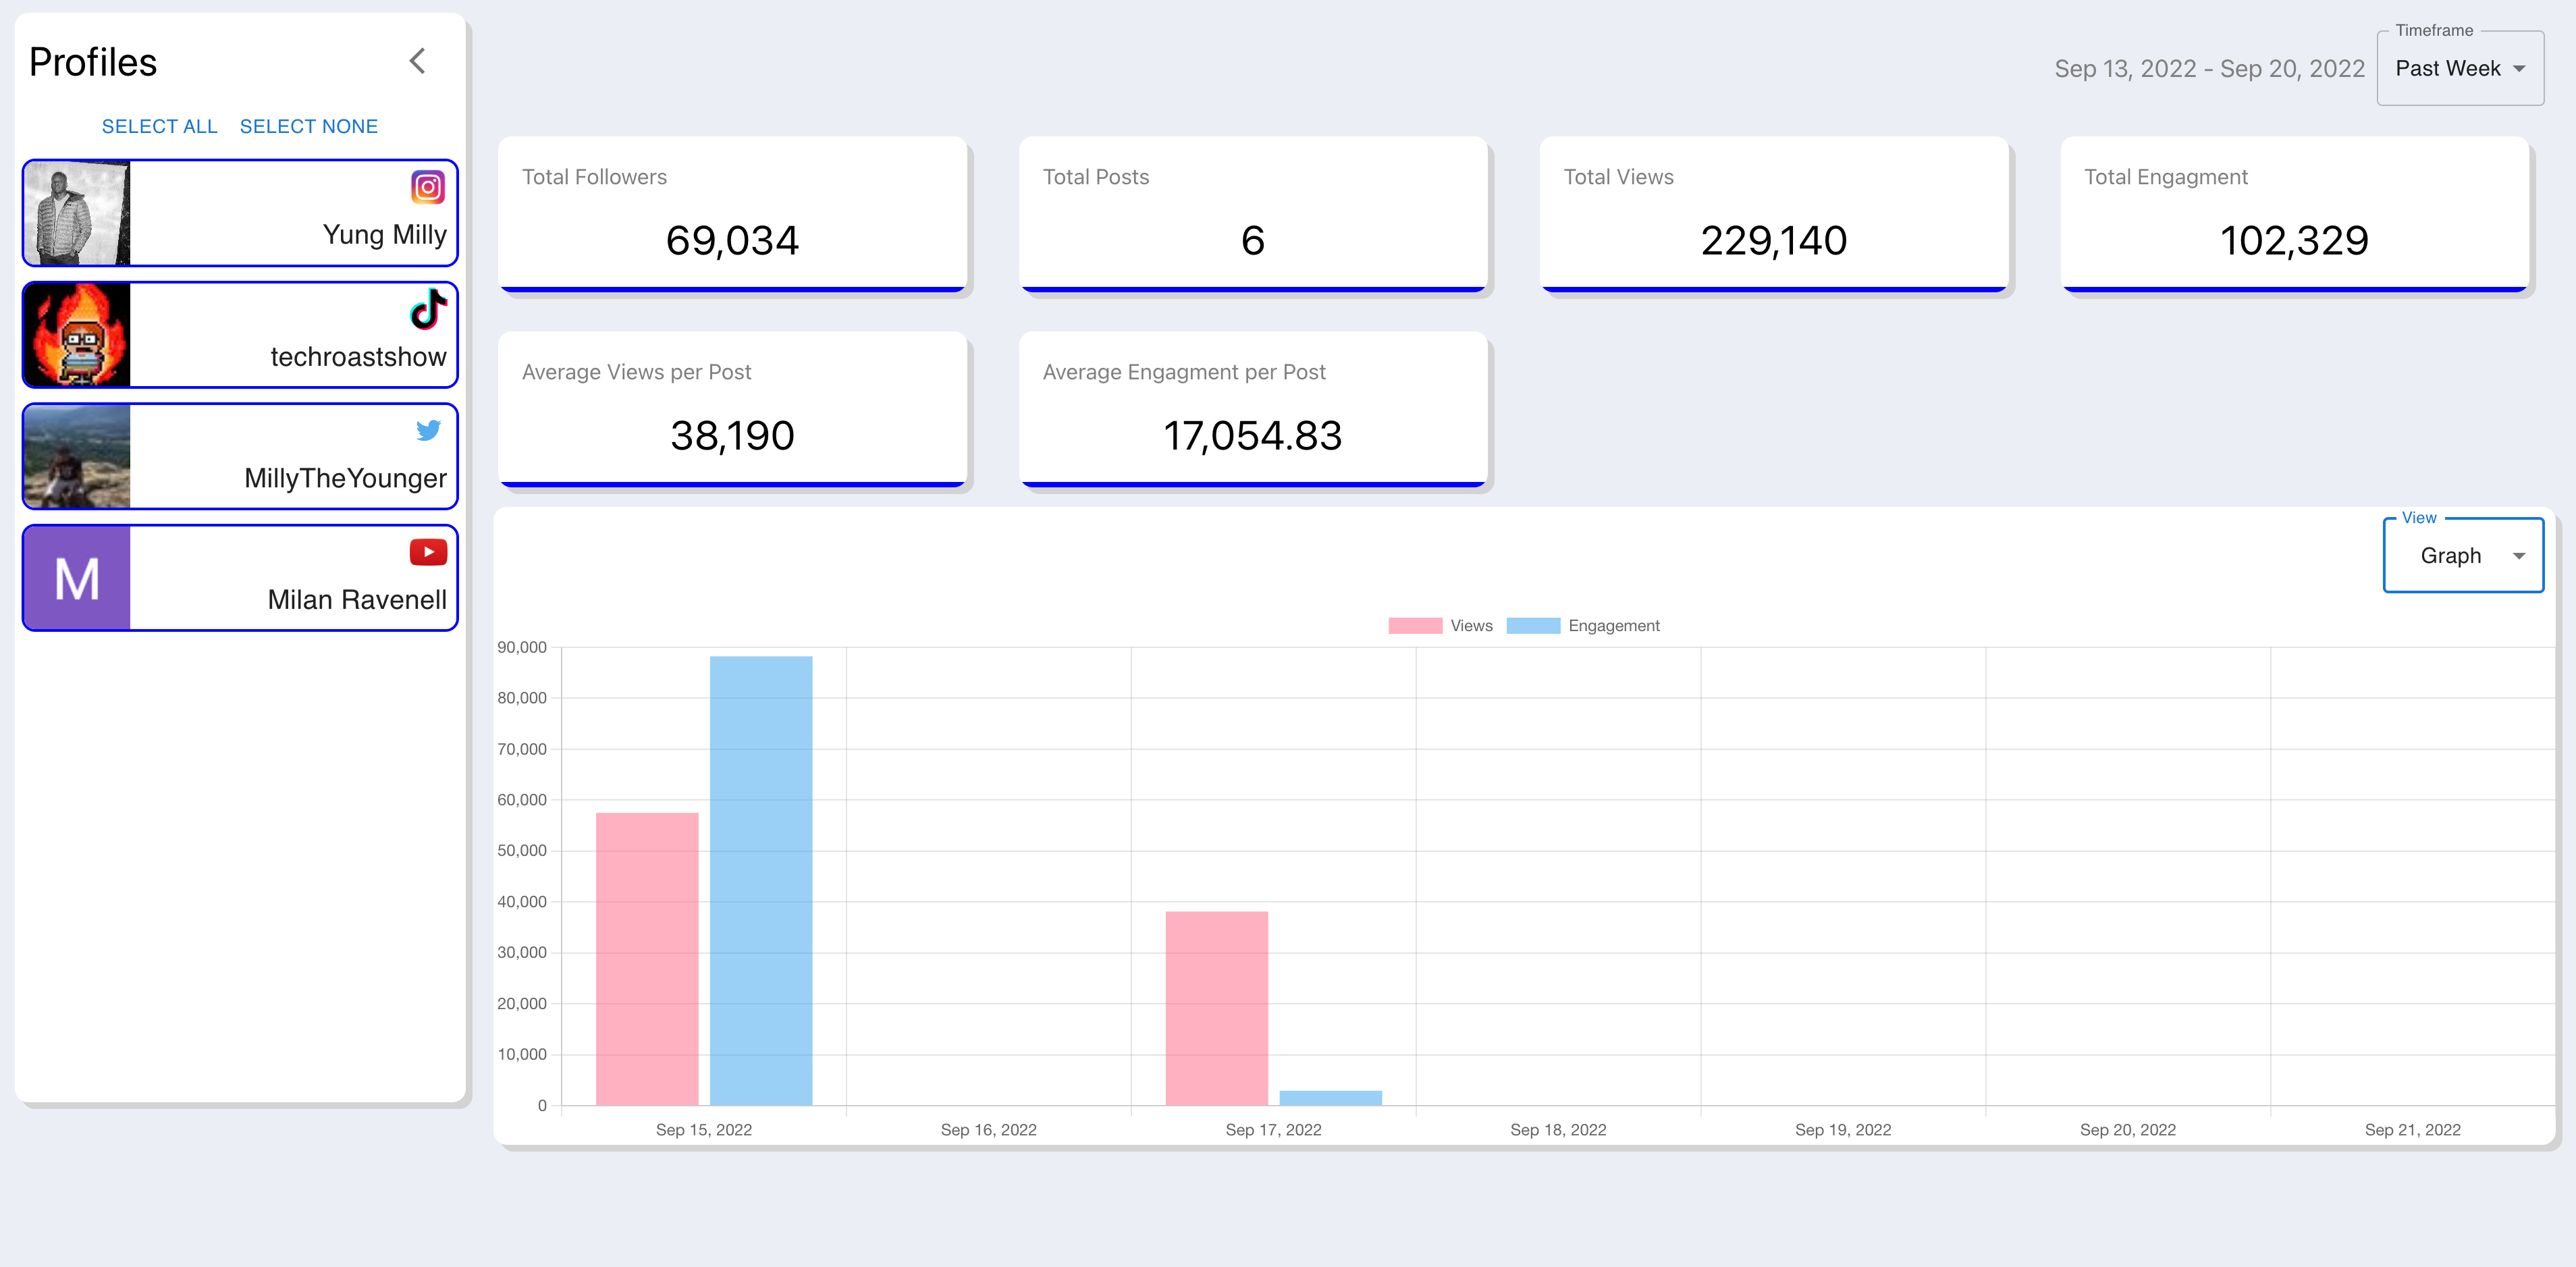 Profiles
SELECT ALL SELECT NONE
Yung Milly
techroastshow
MillyTheYounger
M
Milan Ravenell
Timeframe
Sep 13, 2022 - Sep 20, 2022
Past Week
Total Followers
69,034
Total Posts
6
Total Views
229,140
Total Engagment
102,329
Average Views per Post
38,190
Average Engagment per Post
17,054.83
View
Graph
Views Engagement
90,000
80,000
70,000
60,000
50,000
40,000
30,000
20,000
10,000
0
Sep 15, 2022 Sep 16, 2022 Sep 17, 2022 Sep 18, 2022 Sep 19, 2022 Sep 20, 2022 Sep 21, 2022